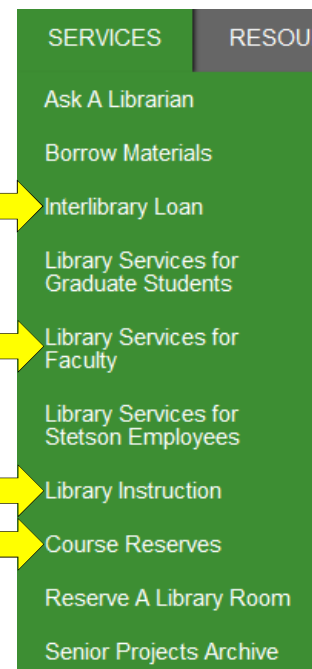 SERVICES RESOU
Ask A Librarian
Borrow Materials
Interlibrary Loan
Library Services for
Graduate Students
Library Services for
Faculty
Library Services for
Stetson Employees
Library Instruction
Course Reserves
Reserve A Library Room
Senior Projects Archive